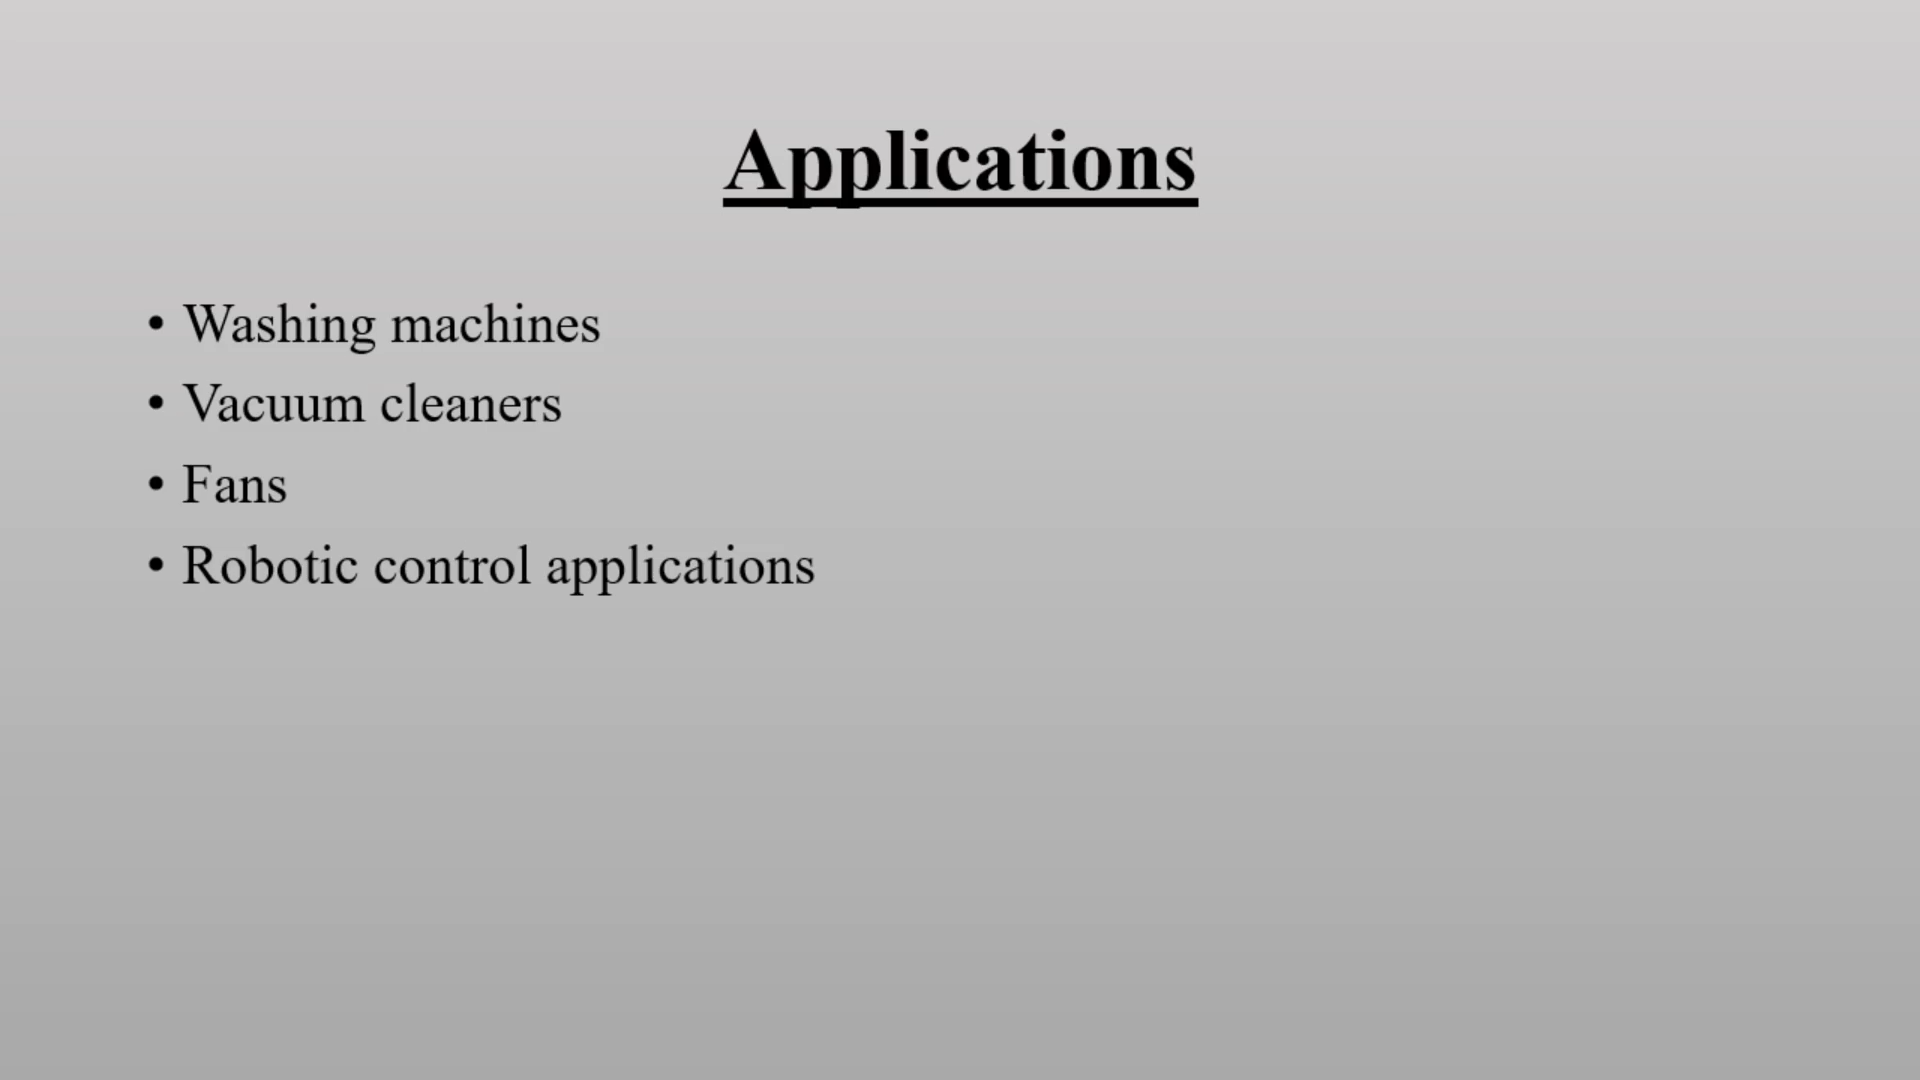 Applications
• Washing machines
• Vacuum cleaners
• Fans
• Robotic control applications